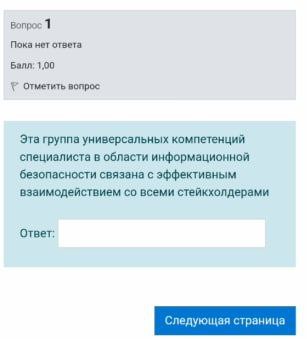 Вопрос 1
Пока нет ответа
Балл: 1,00
Отметить вопрос
Эта группа универсальных компетенций
специалиста в области информационной
безопасности связана с эффективным
взаимодействием со всеми стейкхолдерами
Ответ:
Следующая страница